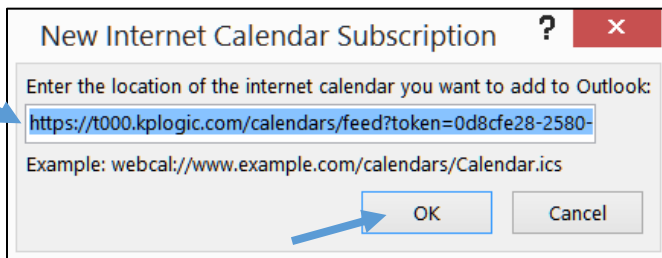 New Internet Calendar Subscription ? x
Enter the location of the internet calendar you want to add to Outlook:
https://t000.kplogic.com/calendars/feed?token=0d8cfe28-2580-
Example: webcal://www.example.com/calendars/Calendar.ics
OK Cancel